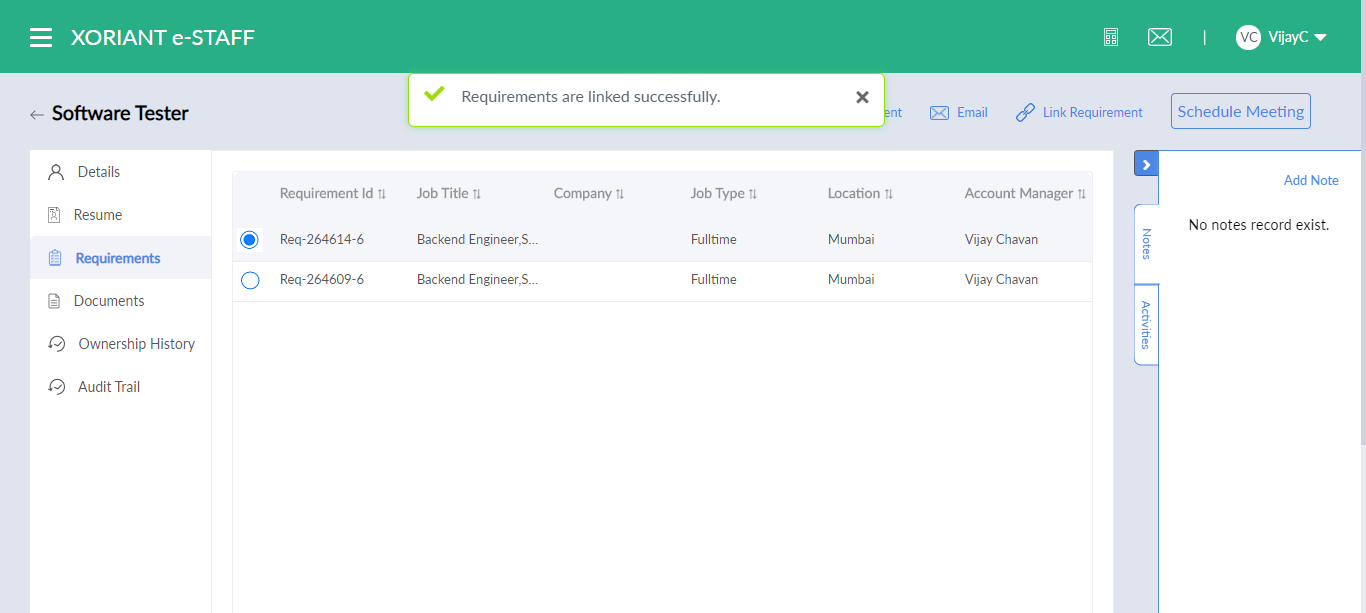 XORIANT e-STAFF
VC VijayC
Requirements are linked successfully.
Software Tester
ent Email Link Requirement Schedule Meeting
Details
Resume
Requirements
Documents
Ownership History
Audit Trail
Requirement Id Job Title Company Job Type Location Account Manager
Req-264614-6 Backend Engineer,S... Fulltime Mumbai Vijay Chavan
Req-264609-6 Backend Engineer,S... Fulltime Mumbai Vijay Chavan
Notes
Activities
Add Note
No notes record exist.